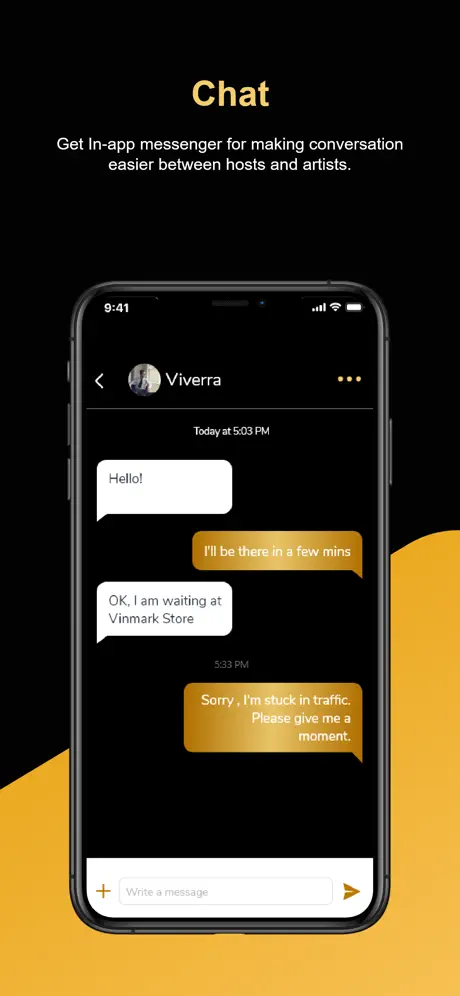 Chat
Get In-app messenger for making conversation
easier between hosts and artists.
9:41
Viverra
Today at 5:03 PM
Hello!
I'll be there in a few mins
OK, I am waiting at
Vinmark Store
5:33 PM
Sorry , I'm stuck in traffic.
Please give me a
moment.
Write a message